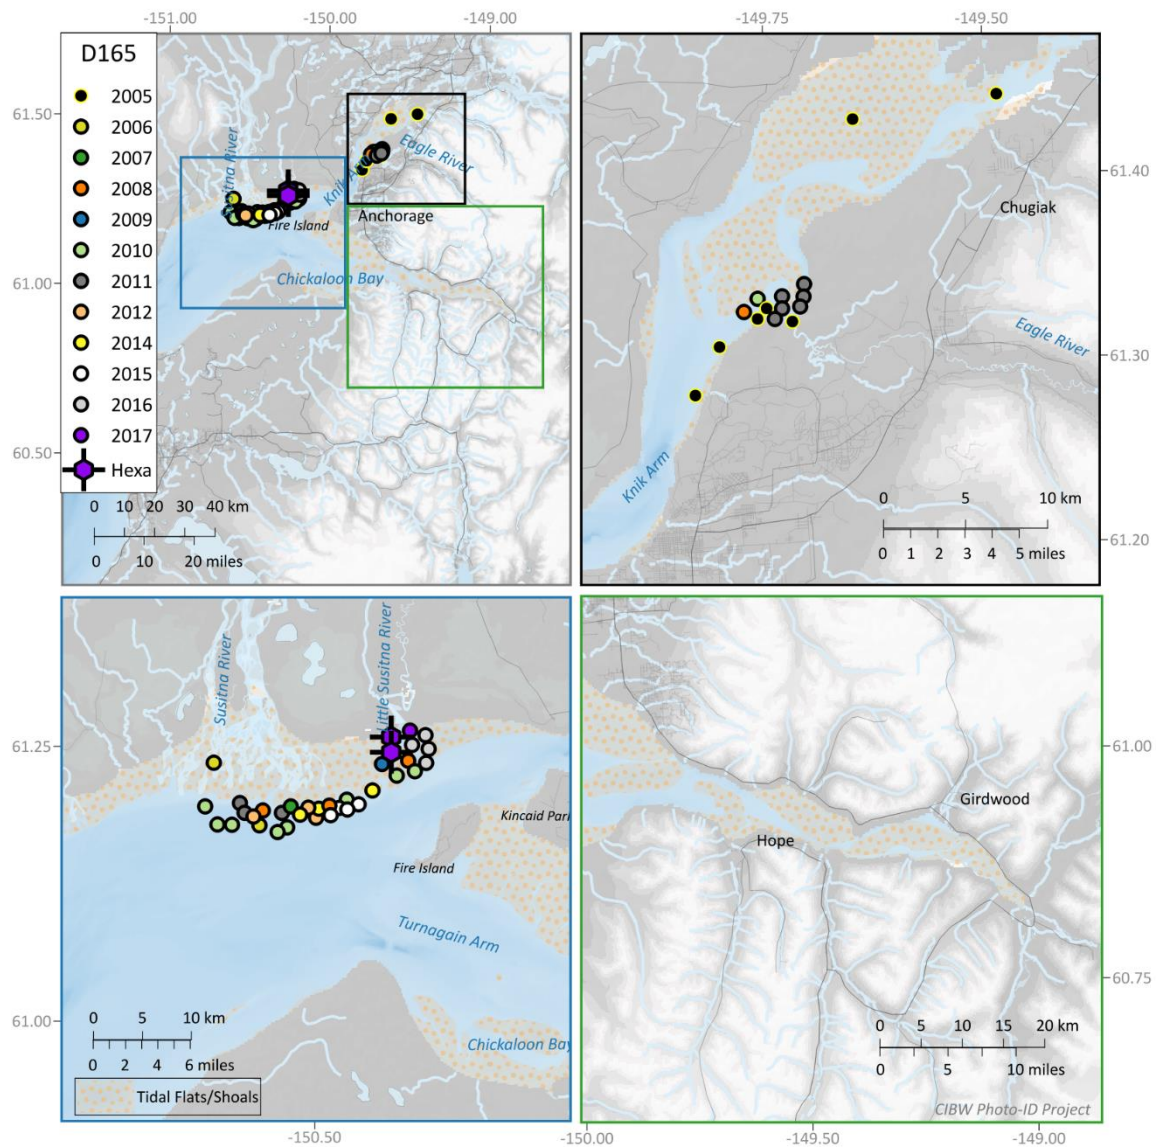 -151.00
-150.00
-149.00
-149.75
-149.50
D165
2005
2006
2007
2008
2009
2010
2011
2012
2014
2015
2016
2017
Hexa
61.50
61.00
60.50
sitna River
Knik Ar
Eagle River
Anchorage
Fire Island
Chickaloon Bay
0 10 20 30 40 km
0 10 20 miles
61.40
61.30
61.20
Chugiak
Eagle River
Knik Arm
0 5 10 km
0 1 2 3 4 5 miles
Susitna River
ittle Susitna River
61.25
61.00
Kincaid Par
Fire Island
Turnagain Arm
Chickaloon Bay
0 5 10 km
0 2 4 6 miles
Tidal Flats/Shoals
-150.50
61.00
60.75
Girdwood
Hope
0 5 10 15 20 km
0 5 10 miles
CIBW Photo-ID Project
-150.00
-149.50
-149.00